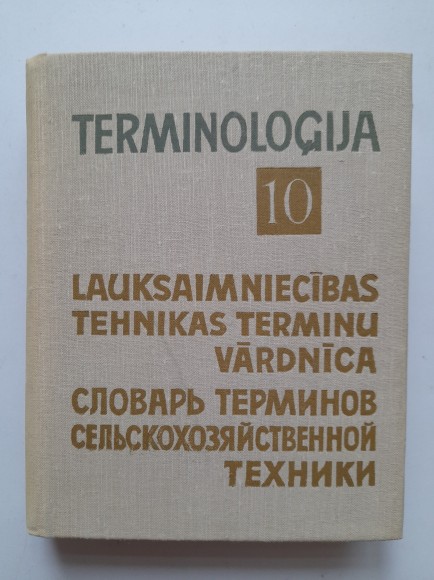 TERMINOLOĢIJA
10
LAUKSAIMNIECĪBAS
TEHNIKAS TERMINU
VĀRDNĪCA
СЛОВАРЬ ТЕРМИНОВ
СЕЛЬСКОХОЗЯЙСТВЕННОЙ
ТЕХНИКИ